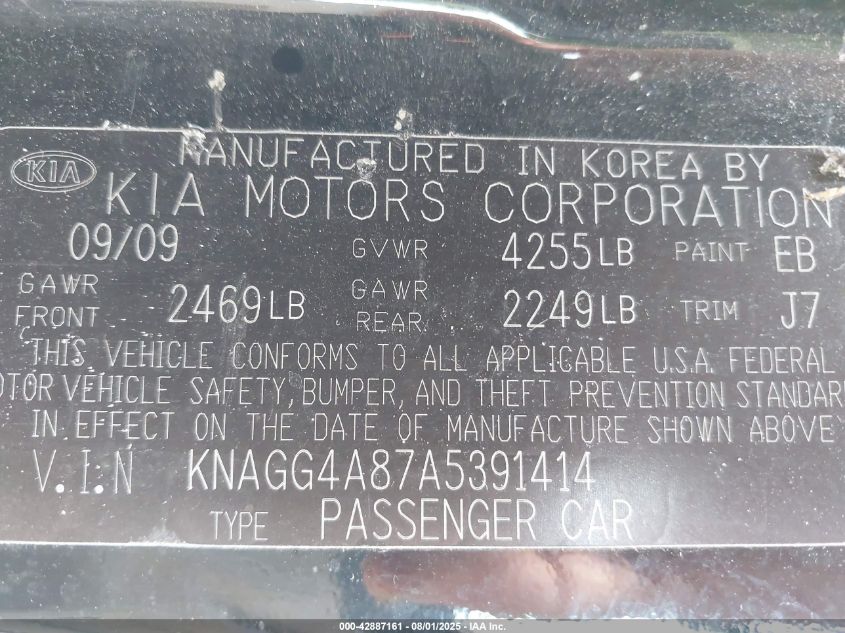 MANUFACTURED IN KOREA BY
KIA KIA MOTORS CORPORATION
09/09 GVWR 4255LB PAINT EB
GAWR FRONT 2469LB GAWR REAR 2249LB TRIM J7
THIS VEHICLE CONFORMS TO ALL APPLICABLE U.S.A. FEDERAL
OTOR VEHICLE SAFETY, BUMPER, AND THEFT PREVENTION STANDAR
IN EFFECT ON THE DATE OF MANUFACTURE SHOWN ABOVE
V.I.N KNAGG4A87A5391414
TYPE PASSENGER CAR
000-42887161 - 08/01/2025 - IAA Inc.